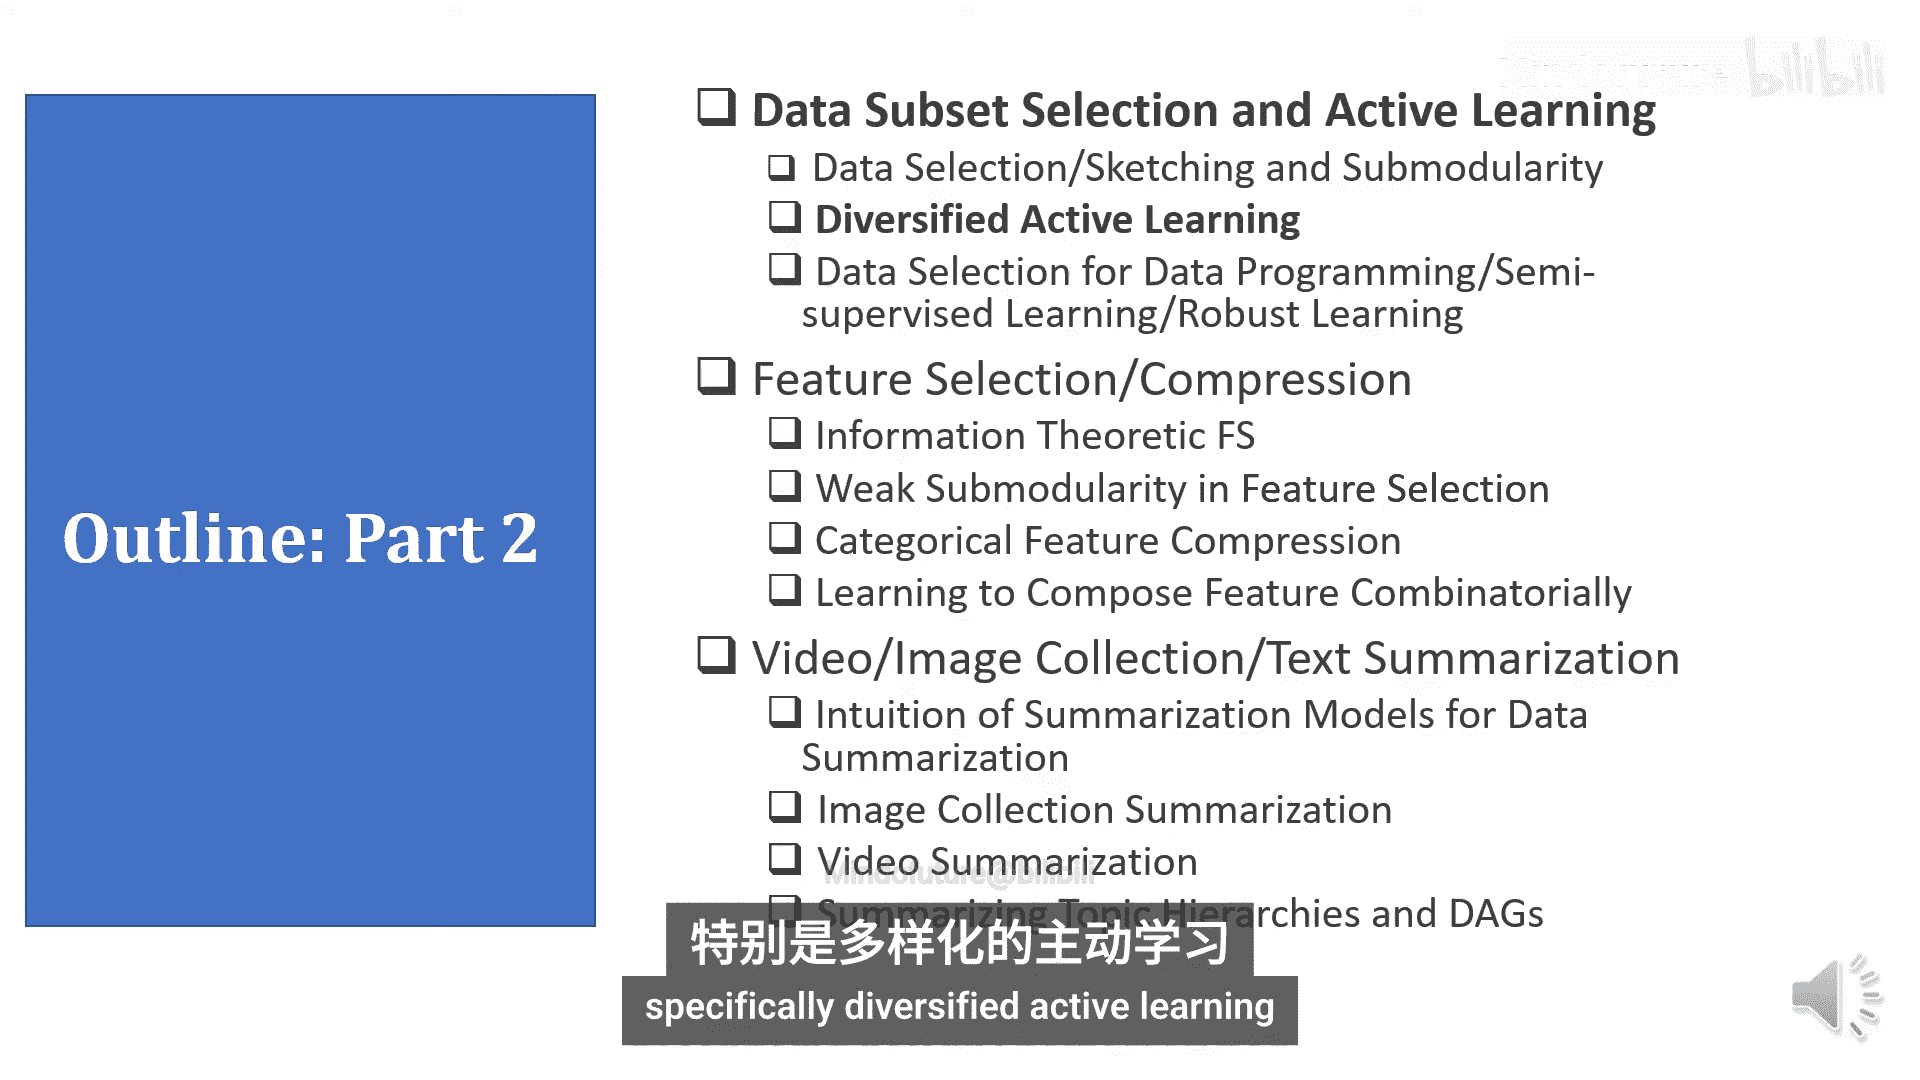 bilibili
Data Subset Selection and Active Learning
Data Selection/Sketching and Submodularity
Diversified Active Learning
Data Selection for Data Programming/Semi-
supervised Learning/Robust Learning
Feature Selection/Compression
Information Theoretic FS
Weak Submodularity in Feature Selection
Categorical Feature Compression
Learning to Compose Feature Combinatorially
Video/Image Collection/Text Summarization
Intuition of Summarization Models for Data
Summarization
Image Collection Summarization
Video Summarization
Mindofuture@bilibili
Summarizing Topic Hierarchies and DAGs
Outline: Part 2
特别是多样化的主动学习
specifically diversified active learning